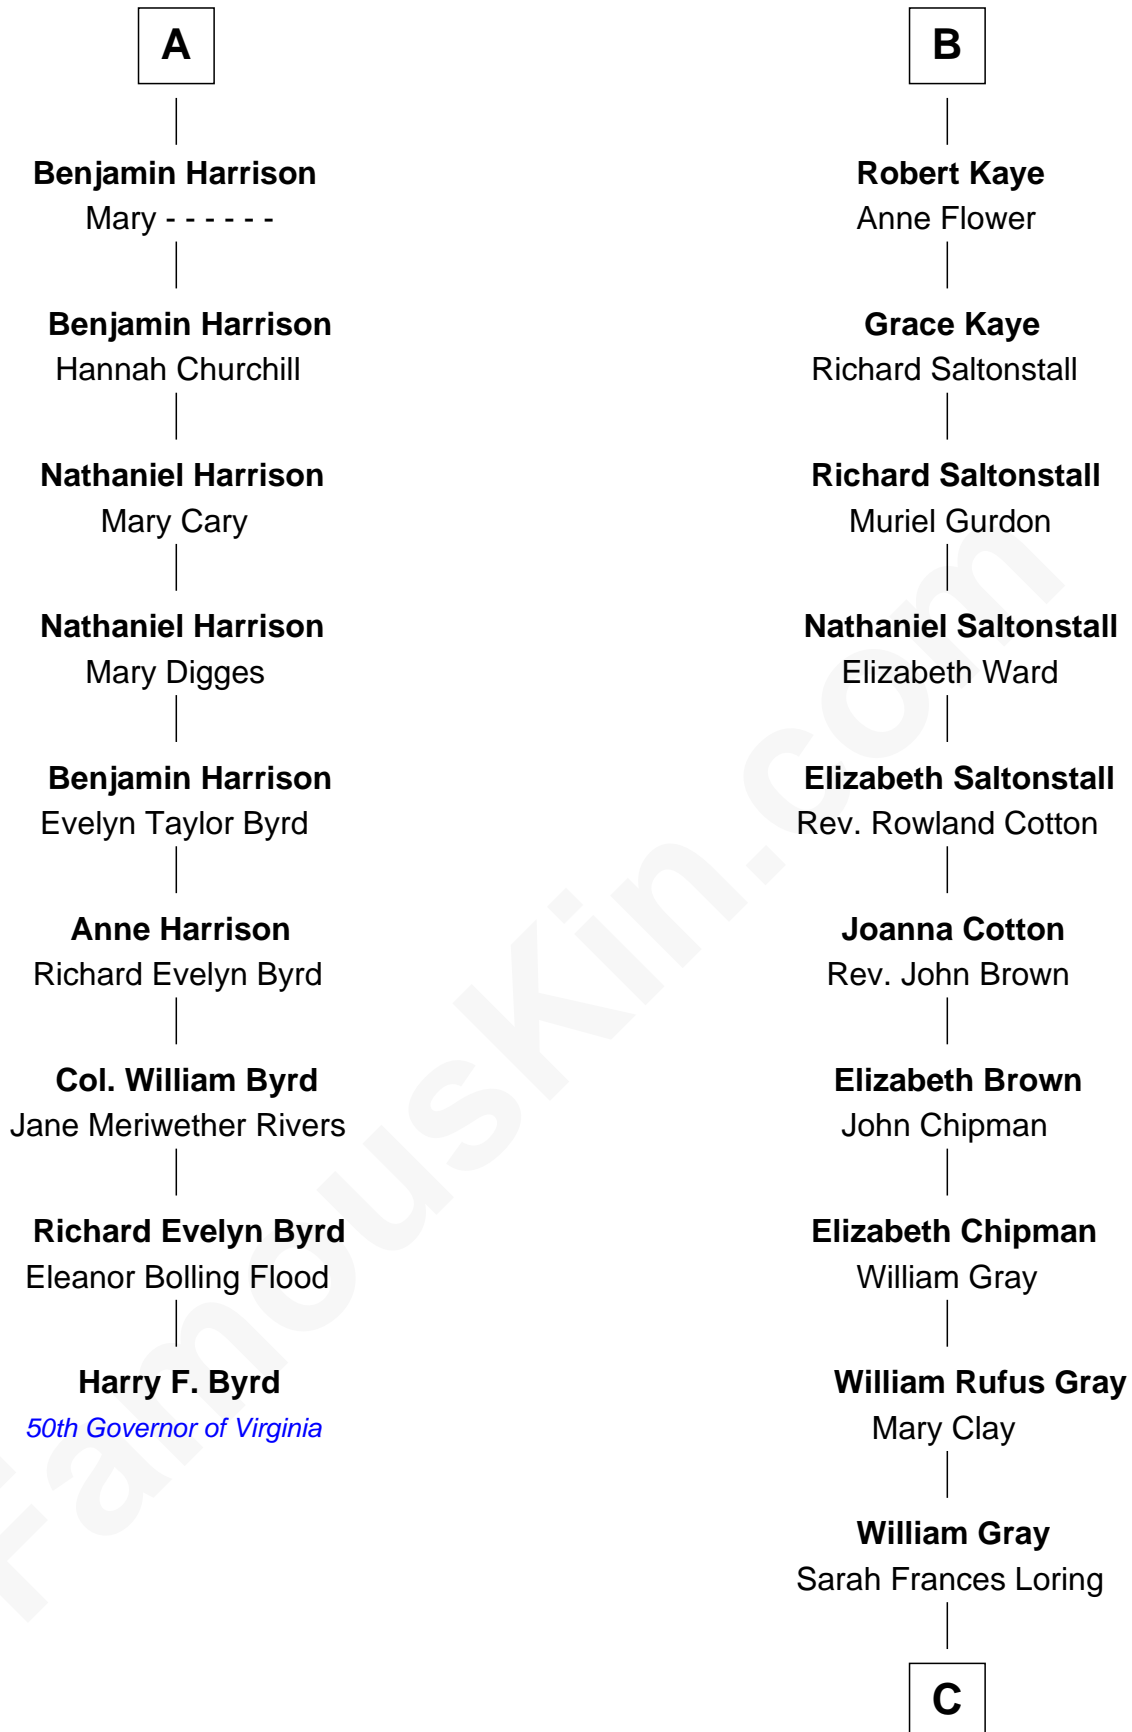 A
Benjamin Harrison
Mary - - - - - -
Benjamin Harrison
Hannah Churchill
Nathaniel Harrison
Mary Cary
Nathaniel Harrison
Mary Digges
Benjamin Harrison
Evelyn Taylor Byrd
Anne Harrison
Richard Evelyn Byrd
Col. William Byrd
Jane Meriwether Rivers
Richard Evelyn Byrd
Eleanor Bolling Flood
Harry F. Byrd
50th Governor of Virginia
B
Robert Kaye
Anne Flower
Grace Kaye
Richard Saltonstall
Richard Saltonstall
Muriel Gurdon
Nathaniel Saltonstall
Elizabeth Ward
Elizabeth Saltonstall
Rev. Rowland Cotton
Joanna Cotton
Rev. John Brown
Elizabeth Brown
John Chipman
Elizabeth Chipman
William Gray
William Rufus Gray
Mary Clay
William Gray
Sarah Frances Loring
C
FamousKin.com